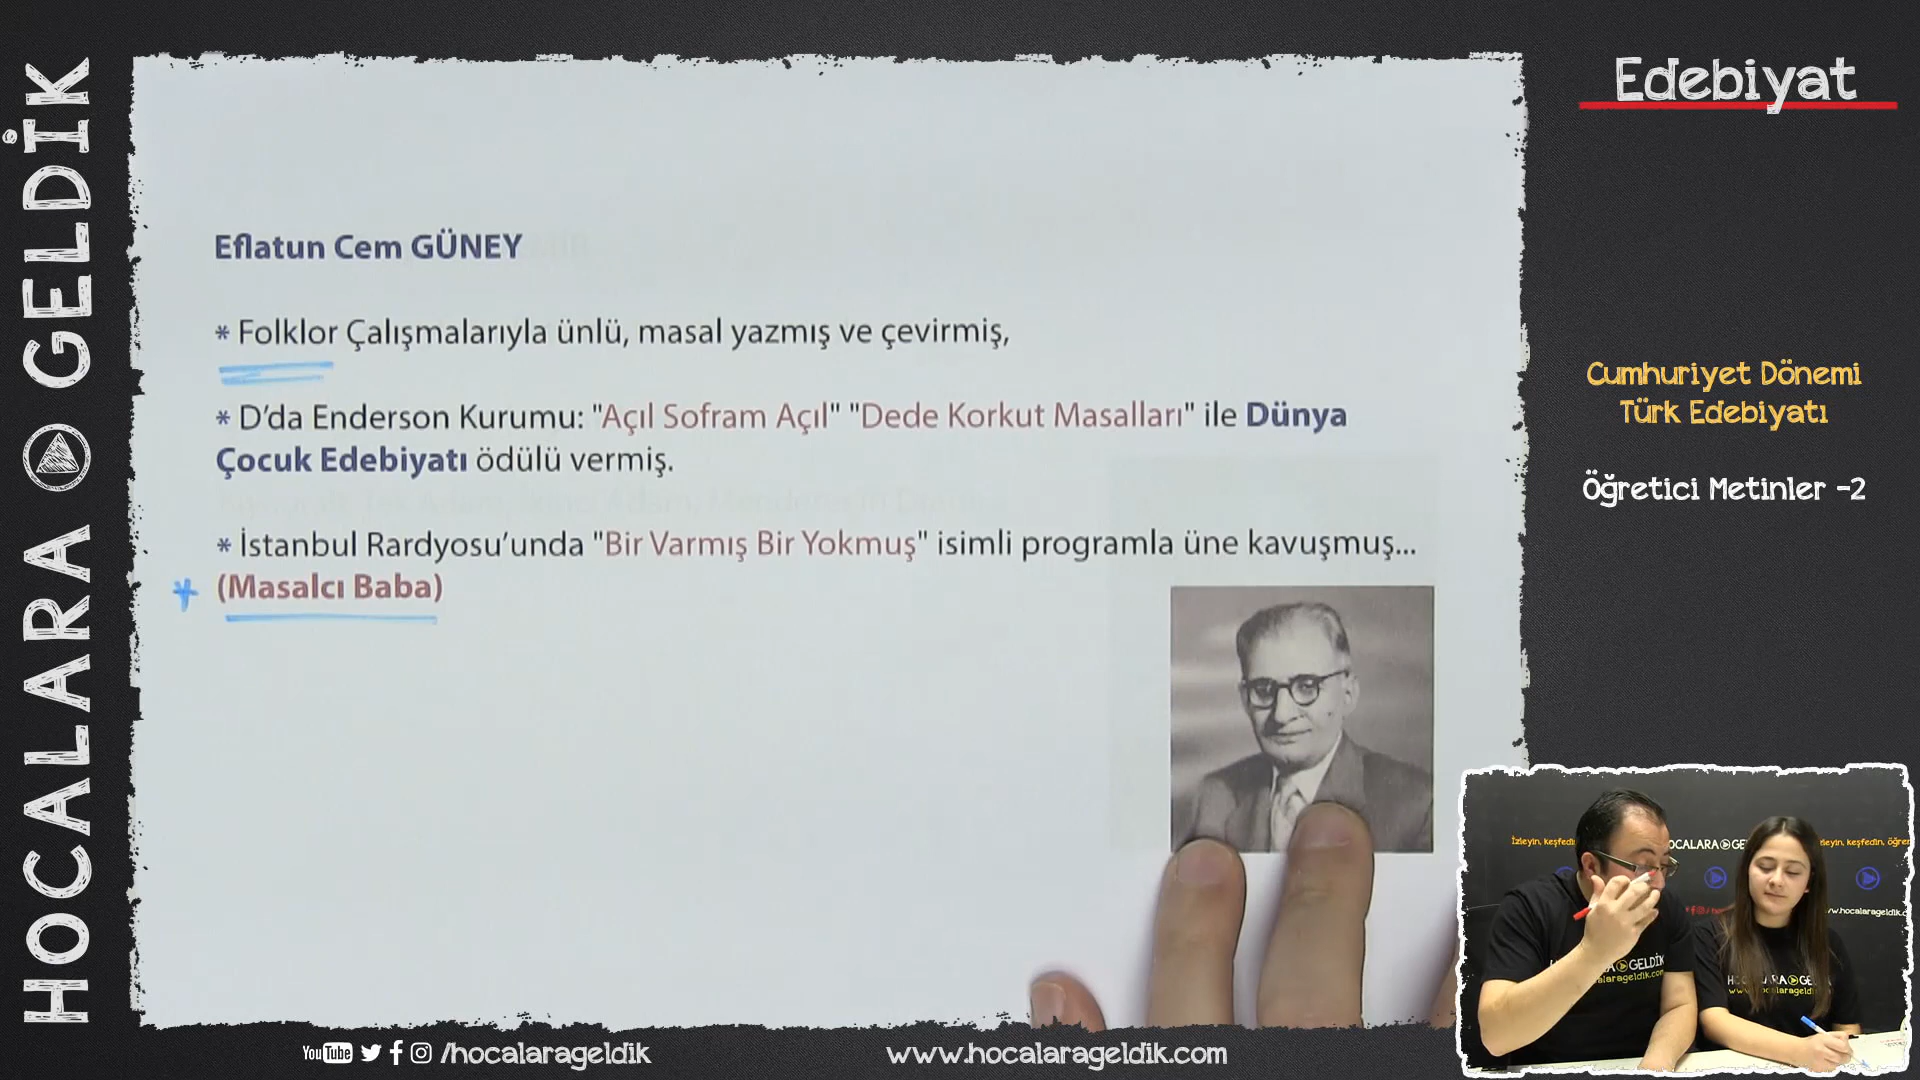 HOCALARA GELDİK
Edebiyat
Eflatun Cem GÜNEY
* Folklor Çalışmalarıyla ünlü, masal yazmış ve çevirmiş,
* D’da Enderson Kurumu: "Açıl Sofram Açıl" "Dede Korkut Masalları" ile Dünya
Çocuk Edebiyatı ödülü vermiş.
* İstanbul Rardyosu’unda "Bir Varmış Bir Yokmuş" isimli programla üne kavuşmuş...
(Masalcı Baba)
Cumhuriyet Dönemi
Türk Edebiyatı
Öğretici Metinler -2
YouTube /hocalarageldik
www.hocalarageldik.com